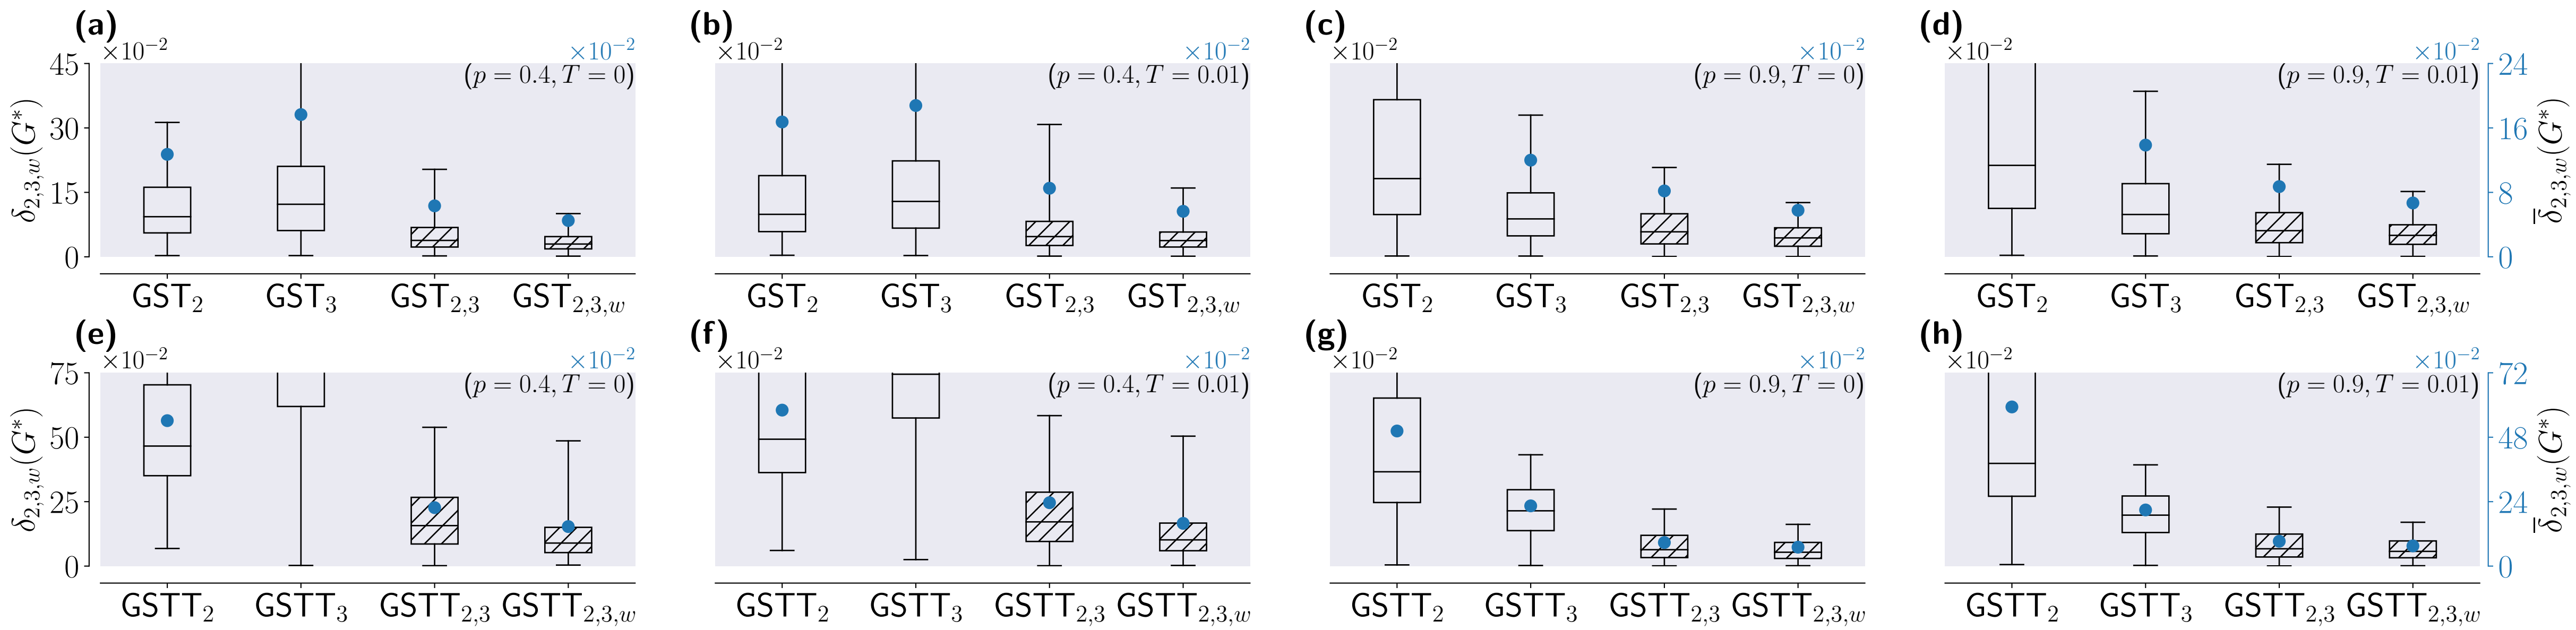 (a) (b) (c) (d)
×10⁻² ×10⁻² ×10⁻² ×10⁻² ×10⁻² ×10⁻² ×10⁻² ×10⁻²
(p = 0.4, T = 0) (p = 0.4, T = 0.01) (p = 0.9, T = 0) (p = 0.9, T = 0.01)
δ₂,₃,w(G*)
45
30
15
0
24
16
8
0
δ̄₂,₃,w(G*)
GST₂ GST₃ GST₂,₃ GST₂,₃,w GST₂ GST₃ GST₂,₃ GST₂,₃,w GST₂ GST₃ GST₂,₃ GST₂,₃,w GST₂ GST₃ GST₂,₃ GST₂,₃,w
(e) (f) (g) (h)
×10⁻² ×10⁻² ×10⁻² ×10⁻² ×10⁻² ×10⁻² ×10⁻² ×10⁻²
(p = 0.4, T = 0) (p = 0.4, T = 0.01) (p = 0.9, T = 0) (p = 0.9, T = 0.01)
δ₂,₃,w(G*)
75
50
25
0
72
48
24
0
δ̄₂,₃,w(G*)
GSTT₂ GSTT₃ GSTT₂,₃ GSTT₂,₃,w GSTT₂ GSTT₃ GSTT₂,₃ GSTT₂,₃,w GSTT₂ GSTT₃ GSTT₂,₃ GSTT₂,₃,w GSTT₂ GSTT₃ GSTT₂,₃ GSTT₂,₃,w